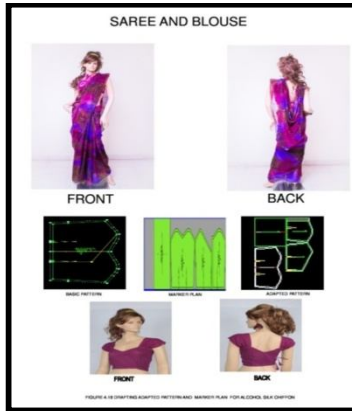 SAREE AND BLOUSE
FRONT
BACK
BASIC PATTERN
MARKER PLAN
ADAPTED PATTERN
FRONT
BACK
FIGURE 4.18 DRAFTING ADAPTED PATTERN AND MARKER PLAN FOR ALCOHOL SILK CHIFFON